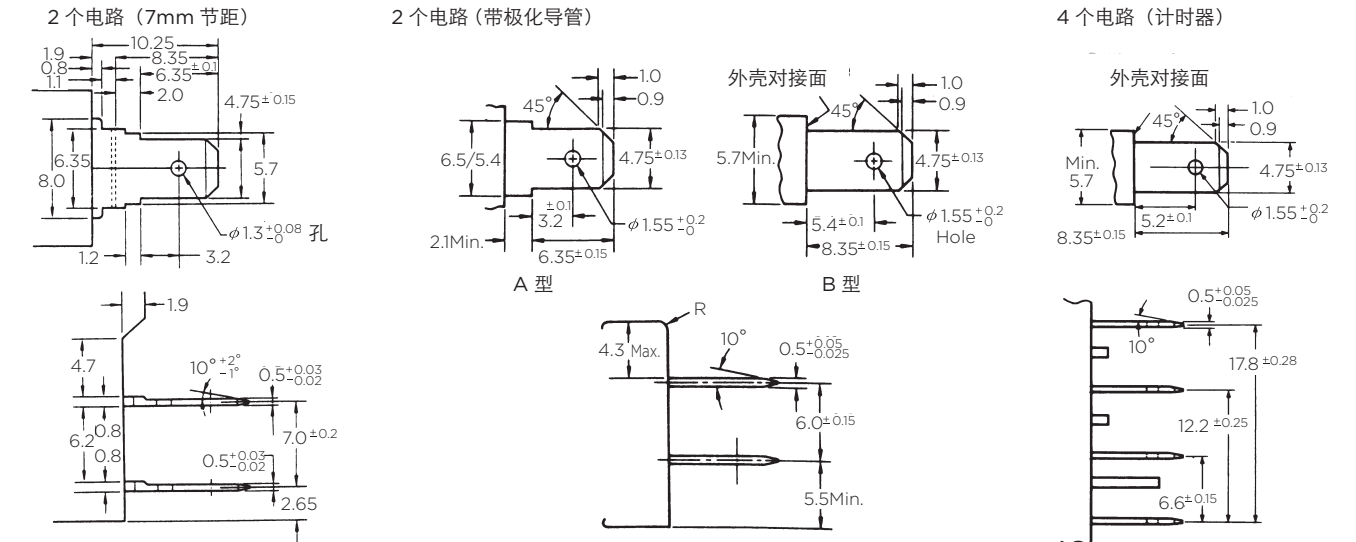 2 个电路（7mm 节距）
10.25
1.9
8.35
0.8
6.35±0.1
1.1
2.0
4.75±0.15
6.35
5.7
8.0
φ1.3+0.08 -0 孔
1.2
3.2
1.9
4.7
10°+2° -1°
0.5+0.03 -0.02
6.2
0.8
0.8
7.0±0.2
0.5+0.03 -0.02
2.65
2 个电路（带极化导管）
1.0
0.9
45°
6.5/5.4
4.75±0.13
3.2±0.1
φ1.55+0.2 -0
2.1Min.
6.35±0.15
A 型
外壳对接面
1.0
0.9
45°
5.7Min.
4.75±0.13
5.4±0.1
φ1.55+0.2 -0
Hole
8.35±0.15
B 型
R
4.3 Max.
10°
0.5+0.05 -0.025
6.0±0.15
5.5Min.
4 个电路（计时器）
外壳对接面
1.0
0.9
45°
Min.
5.7
4.75±0.13
5.2±0.1
φ1.55+0.2 -0
8.35±0.15
0.5+0.05 -0.025
10°
17.8±0.28
12.2±0.25
6.6±0.15